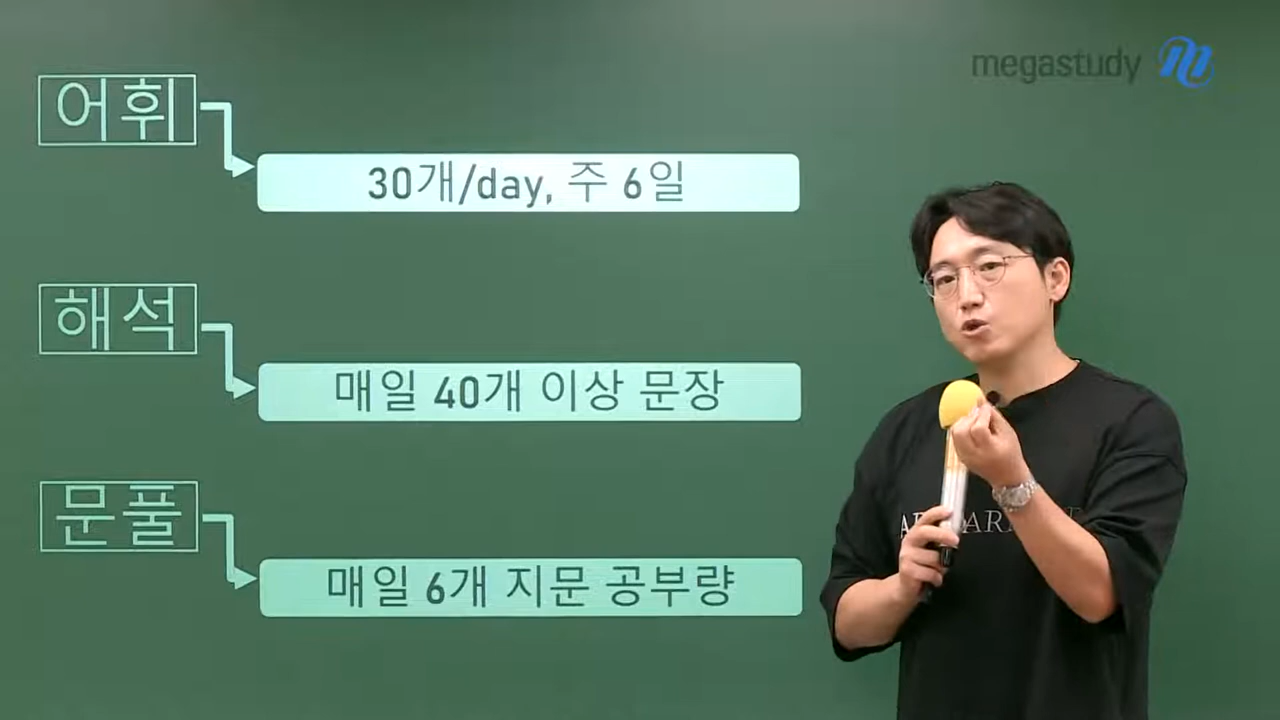 megastudy
어휘
30개/day, 주 6일
해석
매일 40개 이상 문장
문풀
매일 6개 지문 공부량